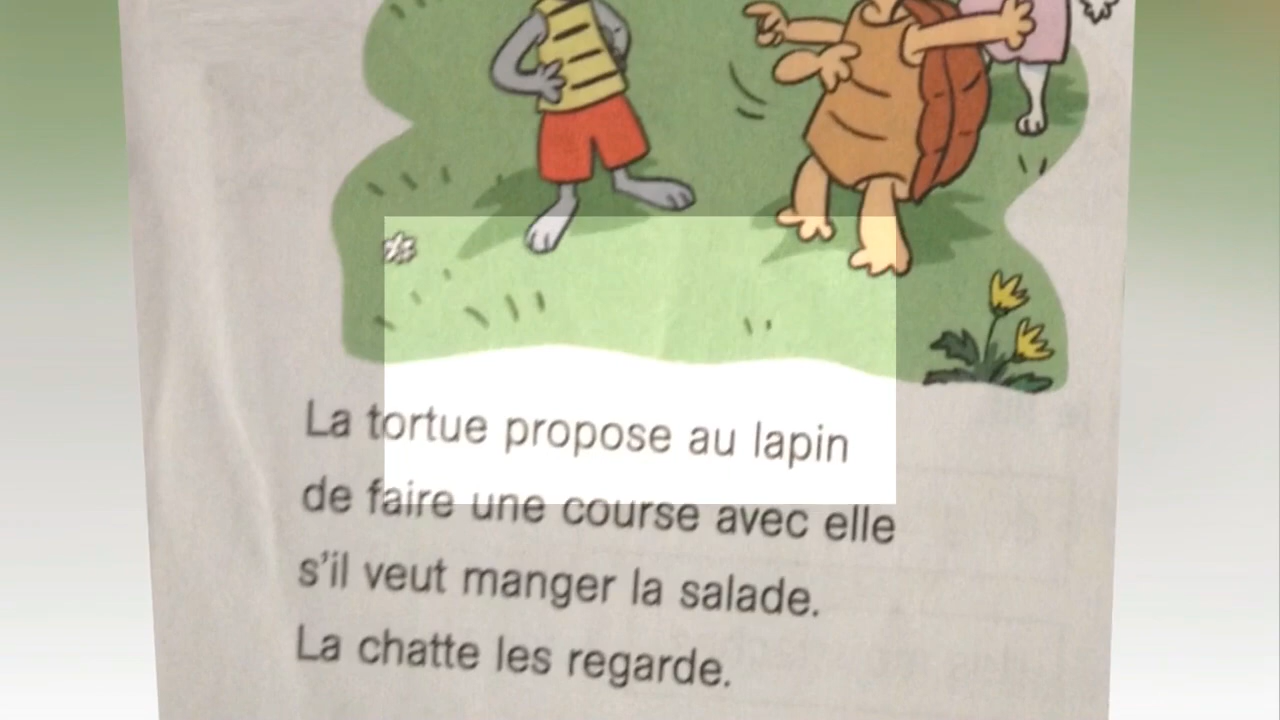 La tortue propose au lapin
de faire une course avec elle
s'il veut manger la salade.
La chatte les regarde.